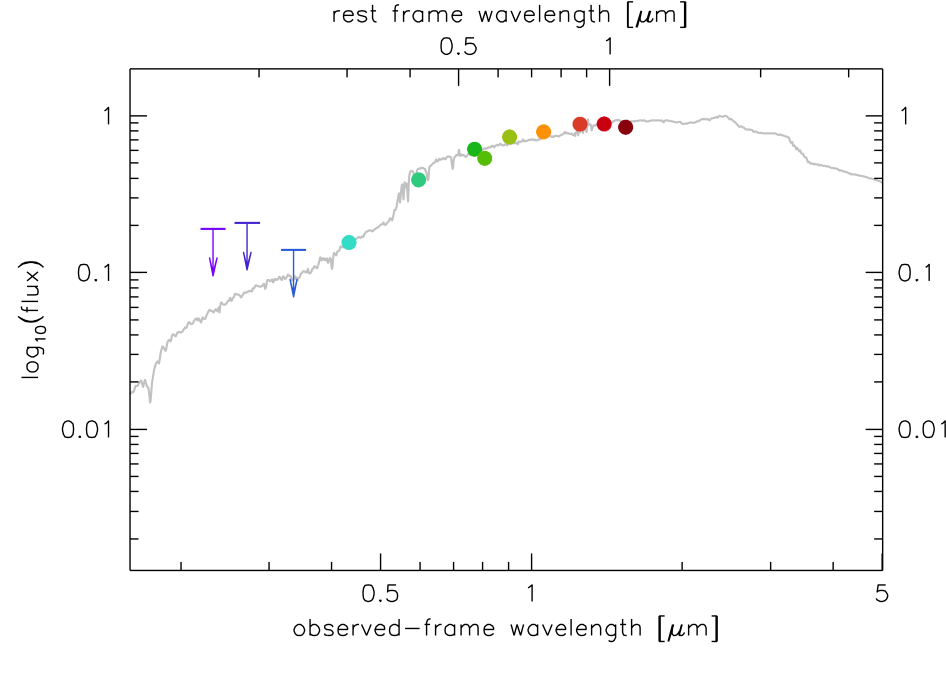 rest frame wavelength [μm]
0.5 1
1 1
0.1 0.1
0.01 0.01
log₁₀(flux)
0.5 1 5
observed-frame wavelength [μm]